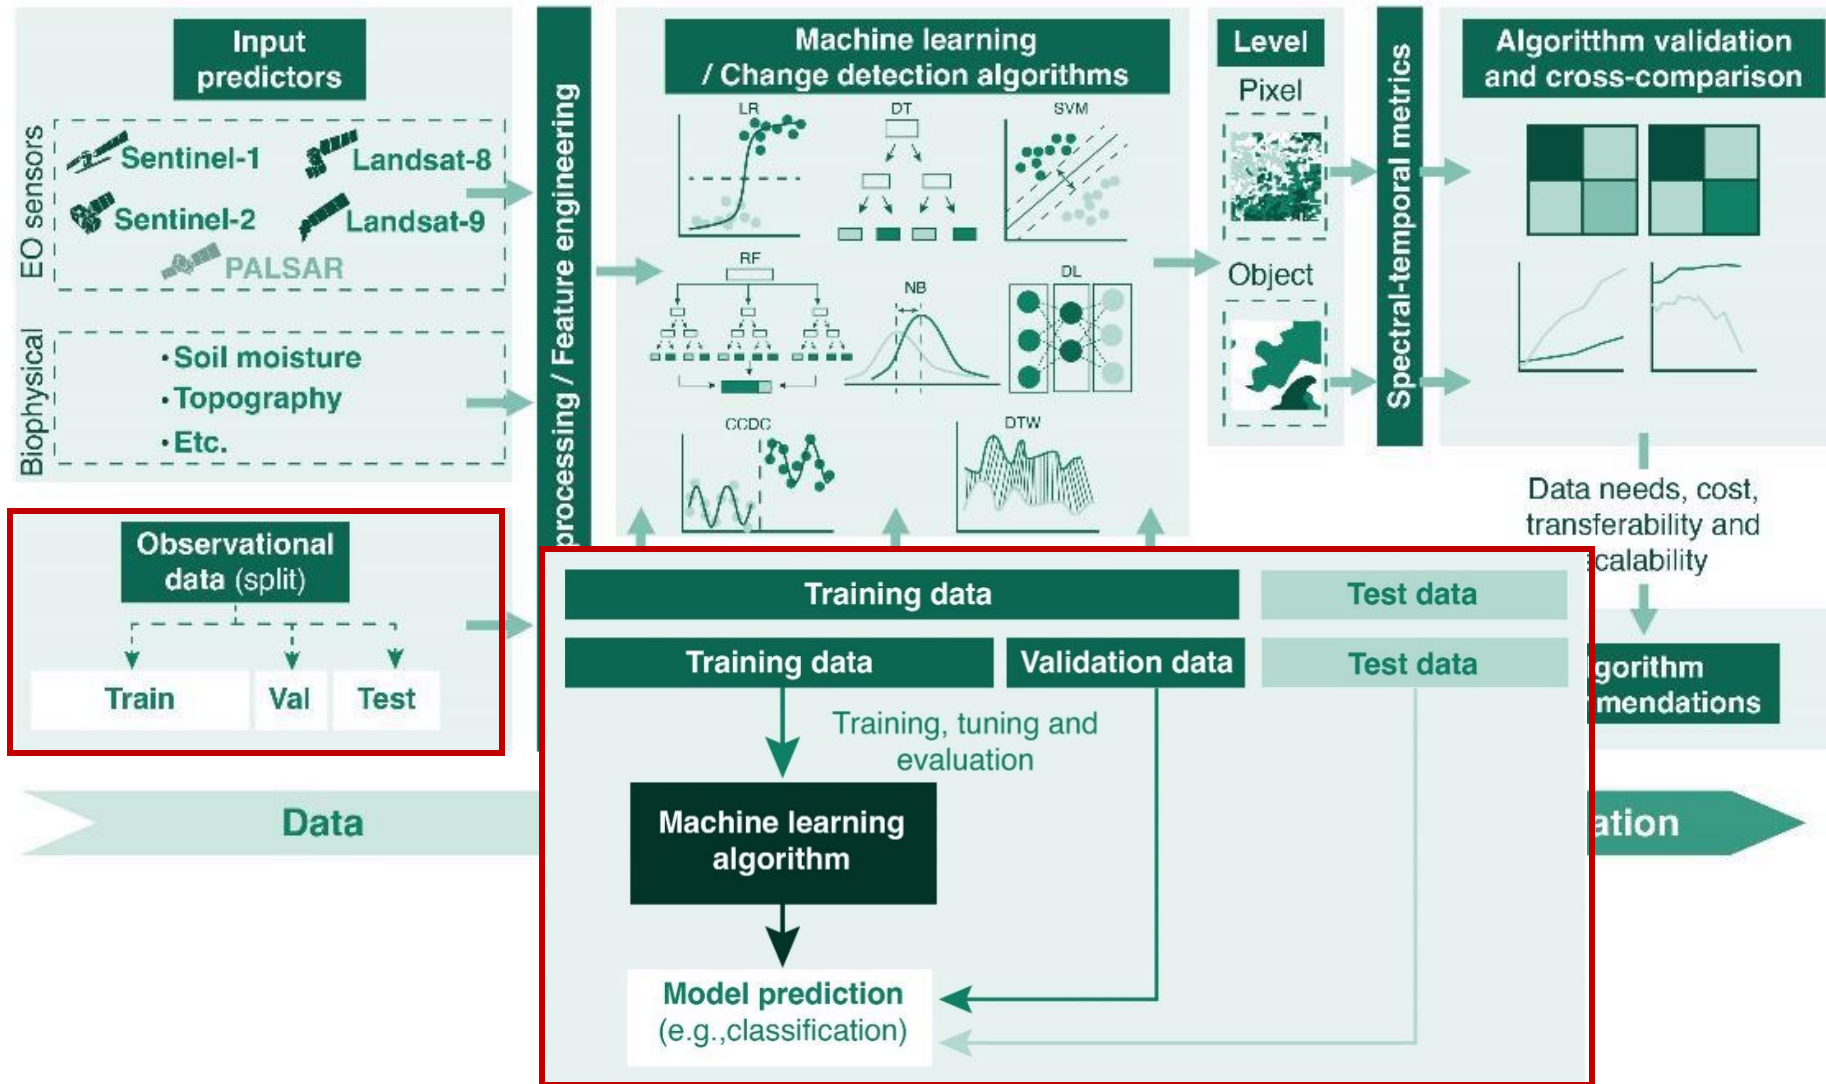 Input
predictors
EO sensors
Sentinel-1
Landsat-8
Sentinel-2
Landsat-9
PALSAR
Biophysical
• Soil moisture
• Topography
• Etc.
Observational
data (split)
Train
Val
Test
processing / Feature engineering
Machine learning
/ Change detection algorithms
LR
DT
SVM
RF
NB
DL
CCDC
DTW
Level
Pixel
Object
Spectral-temporal metrics
Algoritthm validation
and cross-comparison
Data needs, cost,
transferability and
calability
gorithm
mendations
Training data
Test data
Training data
Validation data
Test data
Training, tuning and
evaluation
Machine learning
algorithm
Model prediction
(e.g.,classification)
Data
ation